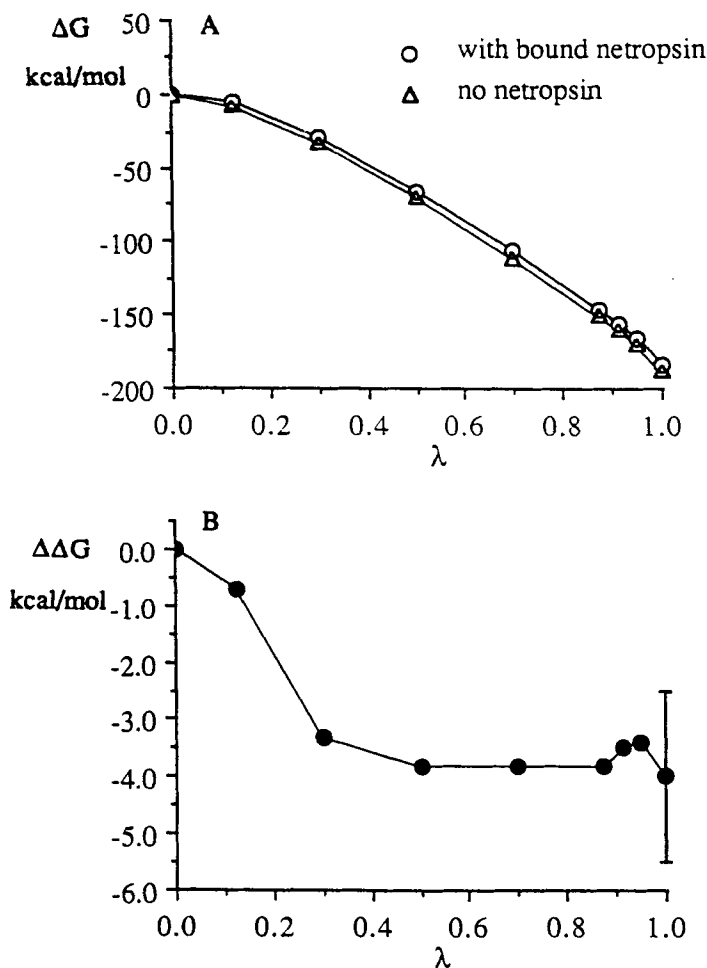 ΔG
kcal/mol
A
with bound netropsin
no netropsin
50
0
-50
-100
-150
-200
0.0 0.2 0.4 0.6 0.8 1.0
λ
B
ΔΔG
kcal/mol
0.0
-1.0
-2.0
-3.0
-4.0
-5.0
-6.0
0.0 0.2 0.4 0.6 0.8 1.0
λ